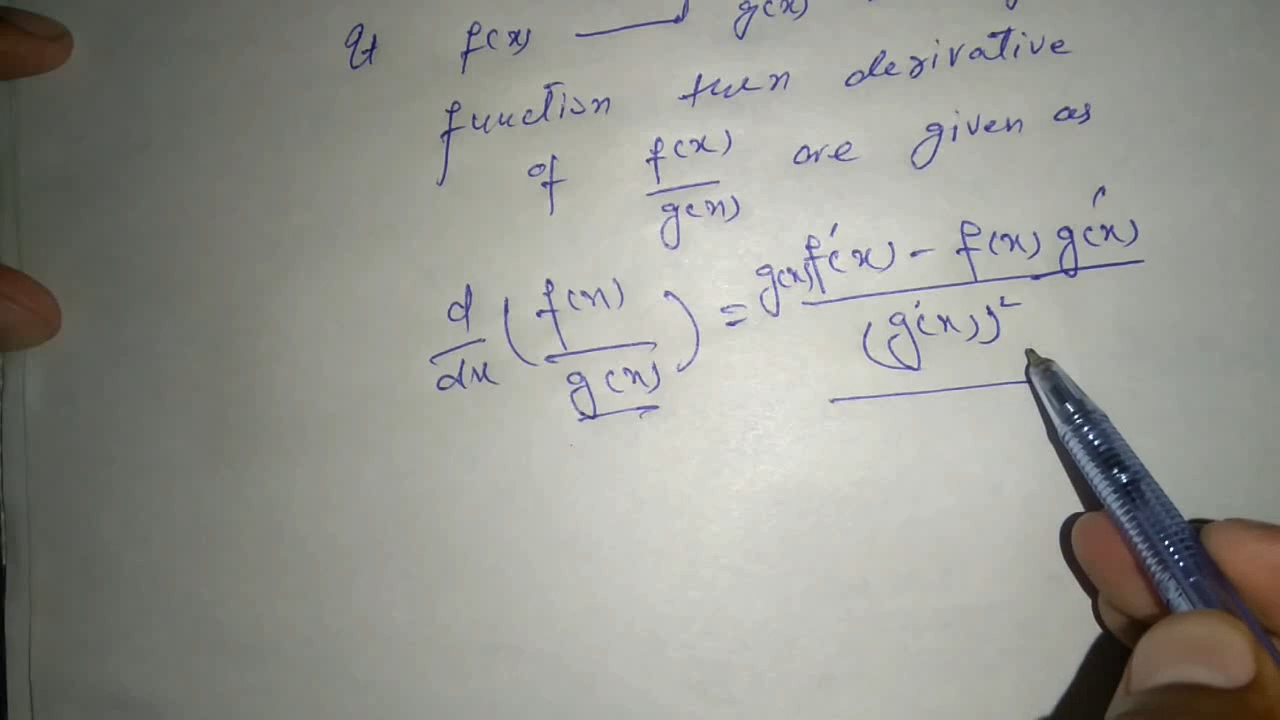 If f(x) — g(x)
function then derivative
of f(x)/g(x) are given as
d/dx (f(x)/g(x)) = g(x)f'(x) - f(x) g'(x) / (g'(x))²